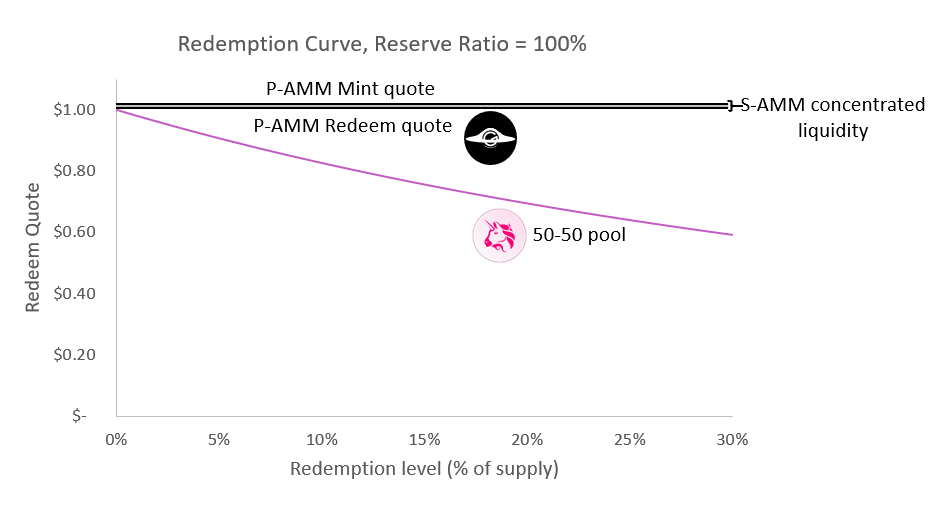 Redemption Curve, Reserve Ratio = 100%
P-AMM Mint quote
P-AMM Redeem quote
S-AMM concentrated
liquidity
50-50 pool
Redeem Quote
$1.00
$0.80
$0.60
$0.40
$0.20
$-
0% 5% 10% 15% 20% 25% 30%
Redemption level (% of supply)